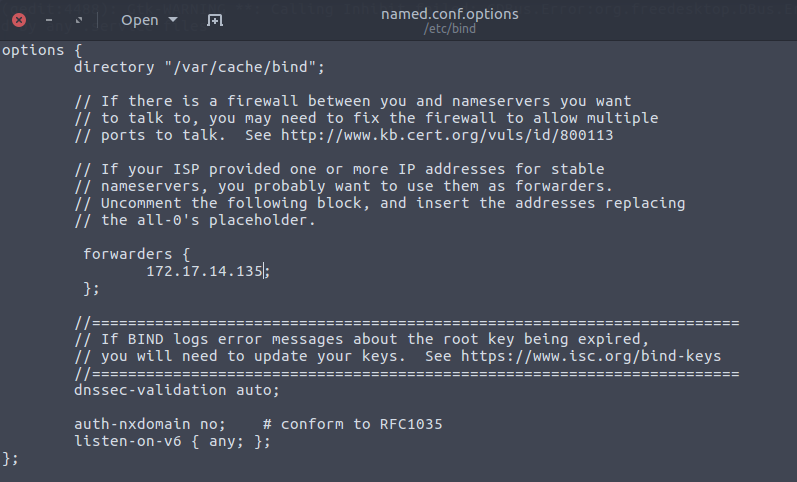 Open
named.conf.options
/etc/bind
options {
        directory "/var/cache/bind";

        // If there is a firewall between you and nameservers you want
        // to talk to, you may need to fix the firewall to allow multiple
        // ports to talk.  See http://www.kb.cert.org/vuls/id/800113

        // If your ISP provided one or more IP addresses for stable
        // nameservers, you probably want to use them as forwarders.
        // Uncomment the following block, and insert the addresses replacing
        // the all-0's placeholder.

         forwarders {
                172.17.14.135;
         };

        //========================================================================
        // If BIND logs error messages about the root key being expired,
        // you will need to update your keys.  See https://www.isc.org/bind-keys
        //========================================================================
        dnssec-validation auto;

        auth-nxdomain no;    # conform to RFC1035
        listen-on-v6 { any; };
};